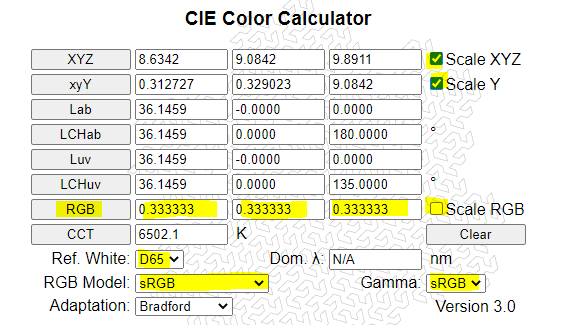 CIE Color Calculator
XYZ 8.6342 9.0842 9.8911 Scale XYZ
xyY 0.312727 0.329023 9.0842 Scale Y
Lab 36.1459 -0.0000 0.0000
LCHab 36.1459 0.0000 180.0000 °
Luv 36.1459 -0.0000 0.0000
LCHuv 36.1459 0.0000 135.0000 °
RGB 0.333333 0.333333 0.333333 Scale RGB
CCT 6502.1 K Clear
Ref. White: D65 Dom. λ: N/A nm
RGB Model: sRGB Gamma: sRGB
Adaptation: Bradford Version 3.0